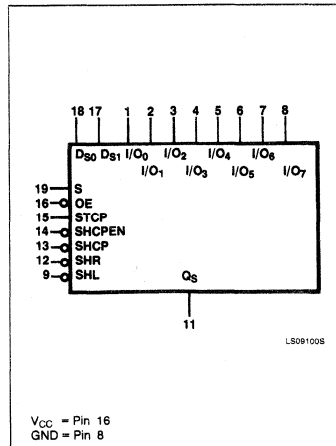 18 17 1 2 3 4 5 6 7 8
DS0 DS1 I/O0 I/O2 I/O4 I/O6
I/O1 I/O3 I/O5 I/O7
19 S
16 OE
15 STCP
14 SHCPEN
13 SHCP
12 SHR
9 SHL
QS
11
LS09100S
VCC = Pin 16
GND = Pin 8